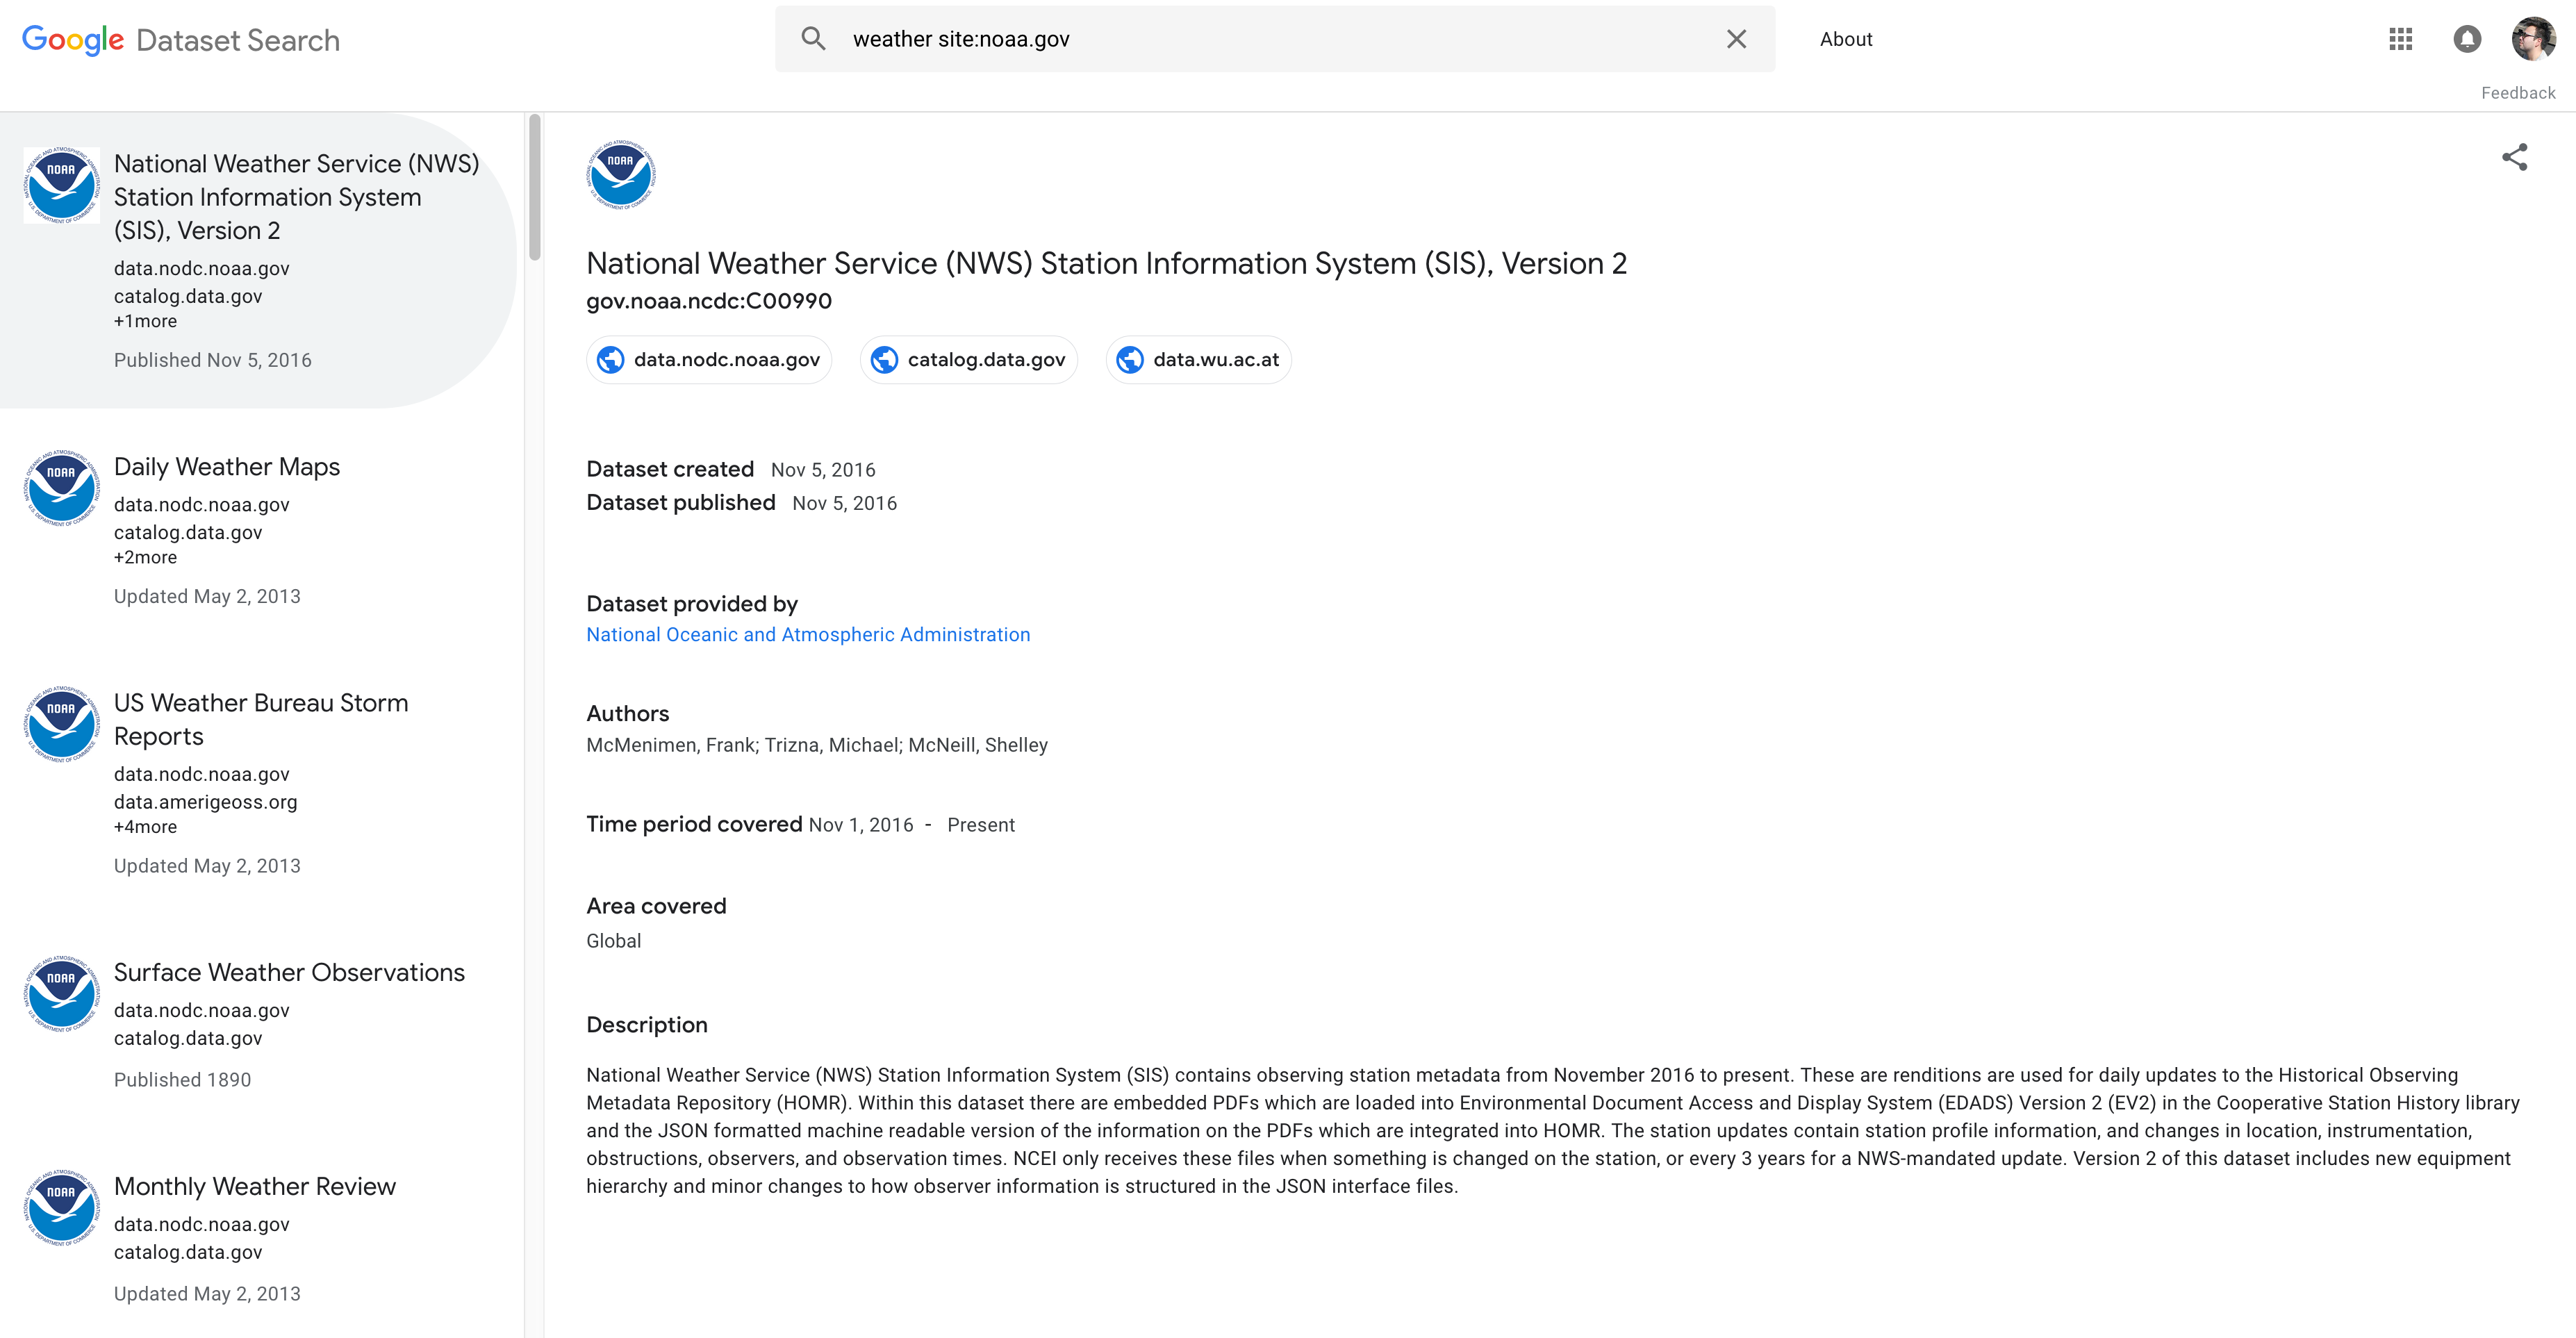 Google Dataset Search
weather site:noaa.gov
About
Feedback
NOAA
National Weather Service (NWS)
Station Information System
(SIS), Version 2
data.nodc.noaa.gov
catalog.data.gov
+1more
Published Nov 5, 2016
NOAA
Daily Weather Maps
data.nodc.noaa.gov
catalog.data.gov
+2more
Updated May 2, 2013
NOAA
US Weather Bureau Storm
Reports
data.nodc.noaa.gov
data.amerigeoss.org
+4more
Updated May 2, 2013
NOAA
Surface Weather Observations
data.nodc.noaa.gov
catalog.data.gov
Published 1890
NOAA
Monthly Weather Review
data.nodc.noaa.gov
catalog.data.gov
Updated May 2, 2013
NOAA
National Weather Service (NWS) Station Information System (SIS), Version 2
gov.noaa.ncdc:C00990
data.nodc.noaa.gov catalog.data.gov data.wu.ac.at
Dataset created Nov 5, 2016
Dataset published Nov 5, 2016
Dataset provided by
National Oceanic and Atmospheric Administration
Authors
McMenimen, Frank; Trizna, Michael; McNeill, Shelley
Time period covered Nov 1, 2016 - Present
Area covered
Global
Description
National Weather Service (NWS) Station Information System (SIS) contains observing station metadata from November 2016 to present. These are renditions are used for daily updates to the Historical Observing
Metadata Repository (HOMR). Within this dataset there are embedded PDFs which are loaded into Environmental Document Access and Display System (EDADS) Version 2 (EV2) in the Cooperative Station History library
and the JSON formatted machine readable version of the information on the PDFs which are integrated into HOMR. The station updates contain station profile information, and changes in location, instrumentation,
obstructions, observers, and observation times. NCEI only receives these files when something is changed on the station, or every 3 years for a NWS-mandated update. Version 2 of this dataset includes new equipment
hierarchy and minor changes to how observer information is structured in the JSON interface files.